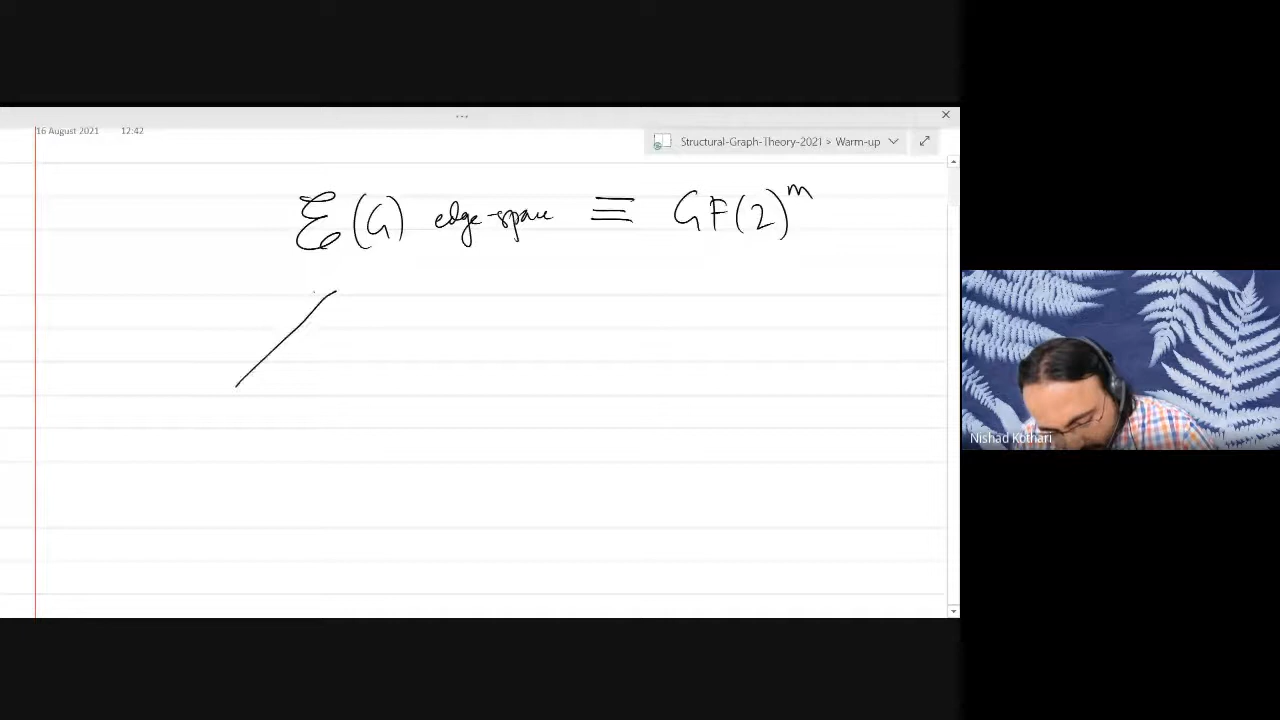 16 August 2021 12:42
Structural-Graph-Theory-2021 > Warm-up
ℰ(G) edge-space ≡ GF(2)^m
Nishad Kothari